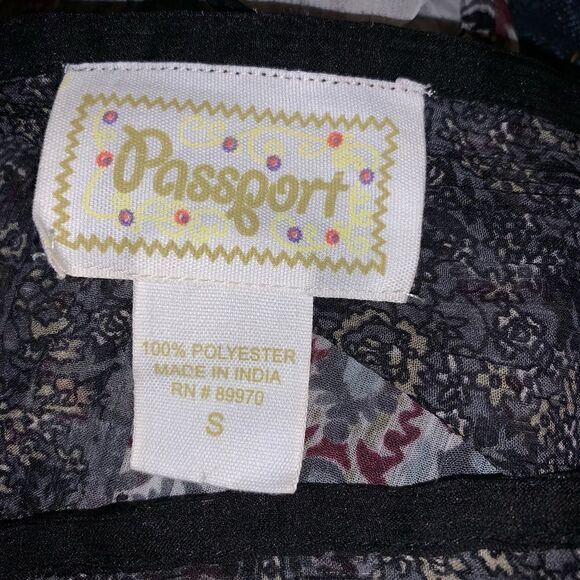 Passport
100% POLYESTER
MADE IN INDIA
RN # 89970
S